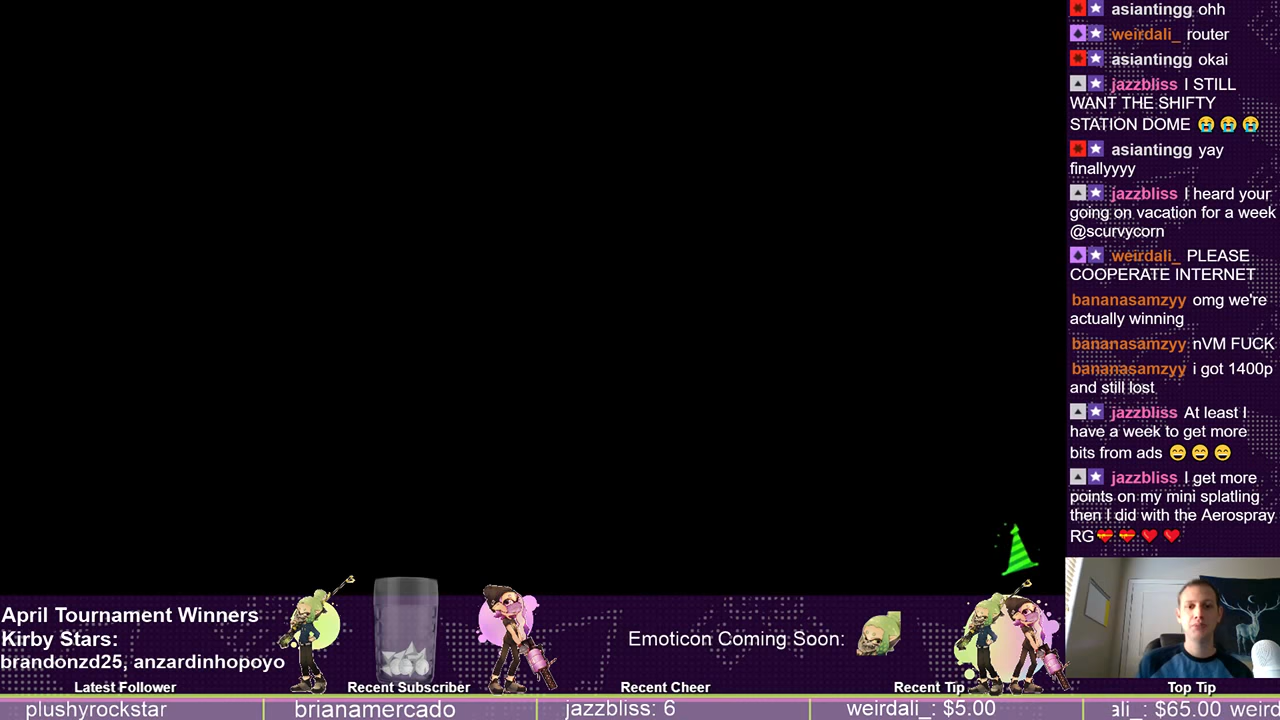 asiantingg ohh
weirdali_ router
asiantingg okai
jazzbliss I STILL
WANT THE SHIFTY
STATION DOME 😭 😭 😭
asiantingg yay
finallyyyy
jazzbliss I heard your
going on vacation for a week
@scurvycorn
weirdali_ PLEASE
COOPERATE INTERNET
bananasamzyy omg we're
actually winning
bananasamzyy nVM FUCK
bananasamzyy i got 1400p
and still lost
jazzbliss At least I
have a week to get more
bits from ads 😄 😄 😄
jazzbliss I get more
points on my mini splatling
then I did with the Aerospray
RG
April Tournament Winners
Kirby Stars:
brandonzd25, anzardinhopoyo
Emoticon Coming Soon:
Latest Follower
Recent Subscriber
Recent Cheer
Recent Tip
Top Tip
plushyrockstar
brianamercado
jazzbliss: 6
weirdali_: $5.00
ali_: $65.00 weird